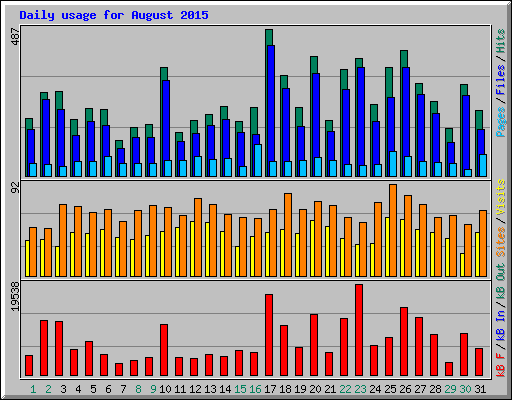 Daily usage for August 2015
487
Pages / Files / Hits
92
Sites / Visits
19538
kB F / kB In / kB Out
1 2 3 4 5 6 7 8 9 10 11 12 13 14 15 16 17 18 19 20 21 22 23 24 25 26 27 28 29 30 31